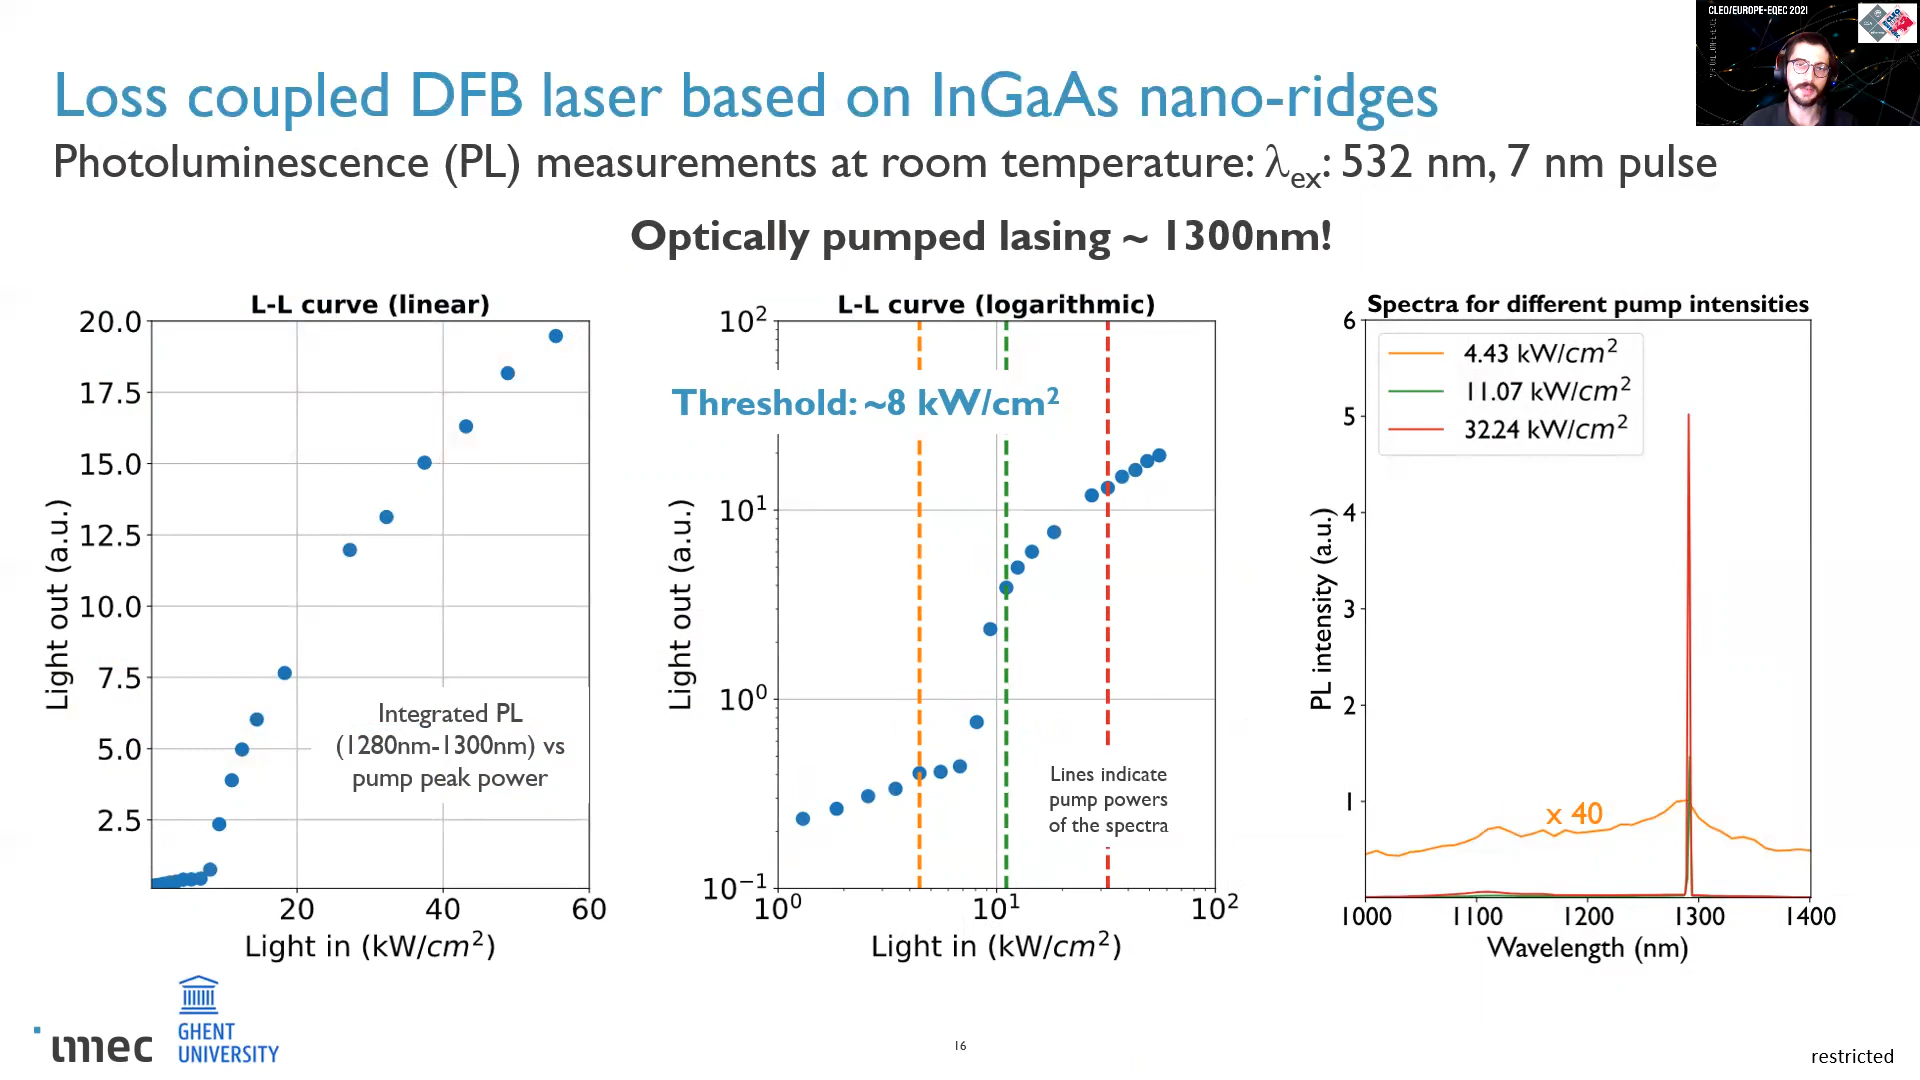 CLEO/EUROPE-EQEC 2021
Loss coupled DFB laser based on InGaAs nano-ridges
Photoluminescence (PL) measurements at room temperature: λex: 532 nm, 7 nm pulse
Optically pumped lasing ~ 1300nm!
L-L curve (linear)
20.0
17.5
15.0
12.5
10.0
7.5
5.0
2.5
Light out (a.u.)
Integrated PL
(1280nm-1300nm) vs
pump peak power
20 40 60
Light in (kW/cm²)
L-L curve (logarithmic)
10²
10¹
10⁰
10⁻¹
Light out (a.u.)
Threshold: ~8 kW/cm²
Lines indicate
pump powers
of the spectra
10⁰ 10¹ 10²
Light in (kW/cm²)
Spectra for different pump intensities
6
5
4
3
2
1
PL intensity (a.u.)
4.43 kW/cm²
11.07 kW/cm²
32.24 kW/cm²
x 40
1000 1100 1200 1300 1400
Wavelength (nm)
imec
GHENT
UNIVERSITY
16
restricted